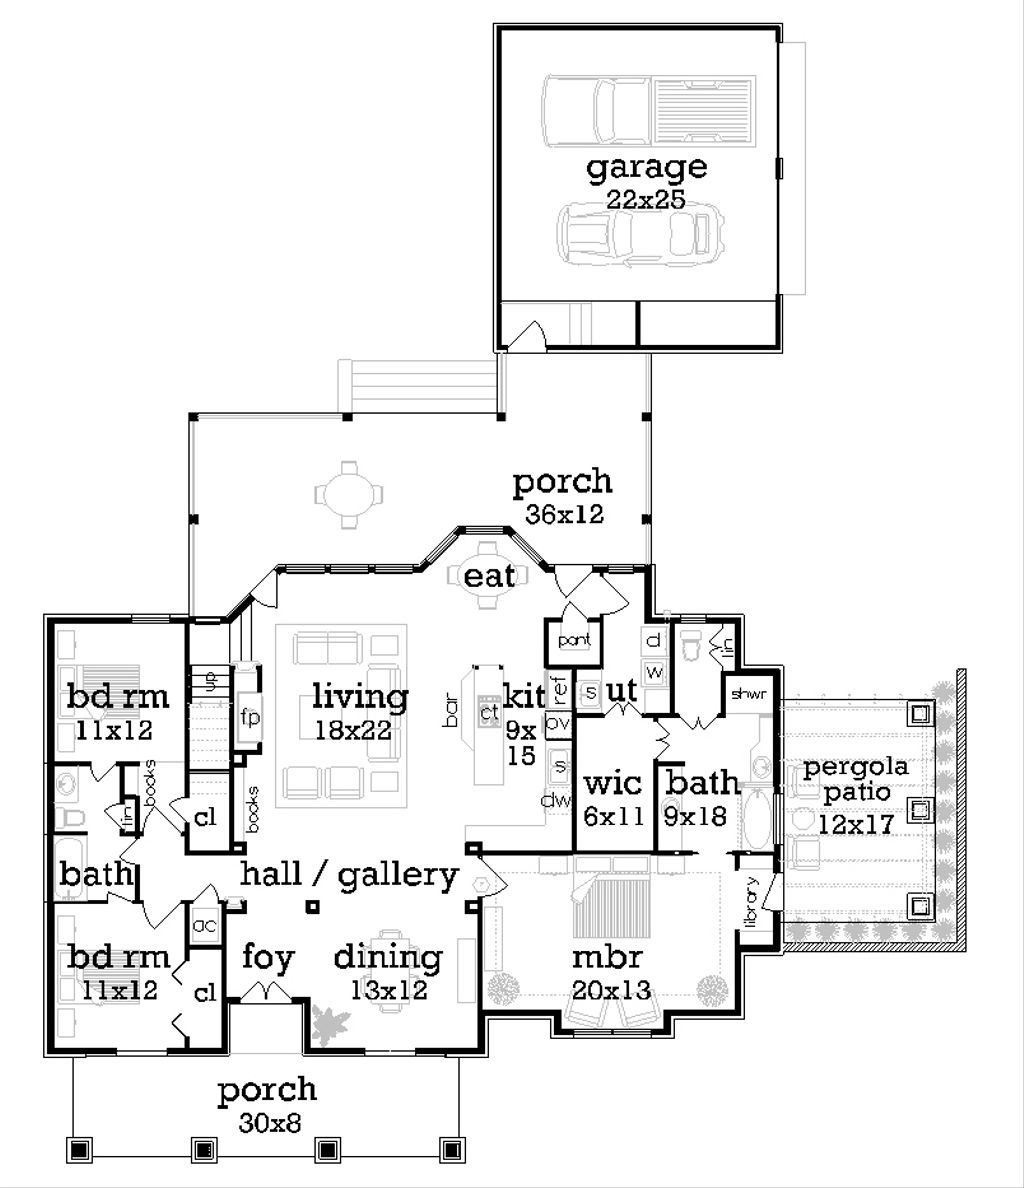 garage
22x25
porch
36x12
eat
pant
d
w
lin
bd rm
11x12
up
living
18x22
fp
bar
ct
kit
9x
15
ref
ov
s
ut
s
dw
shwr
wic
6x11
bath
9x18
pergola
patio
12x17
books
lin
cl
books
bath
hall / gallery
library
ac
bd rm
11x12
cl
foy
dining
13x12
mbr
20x13
porch
30x8